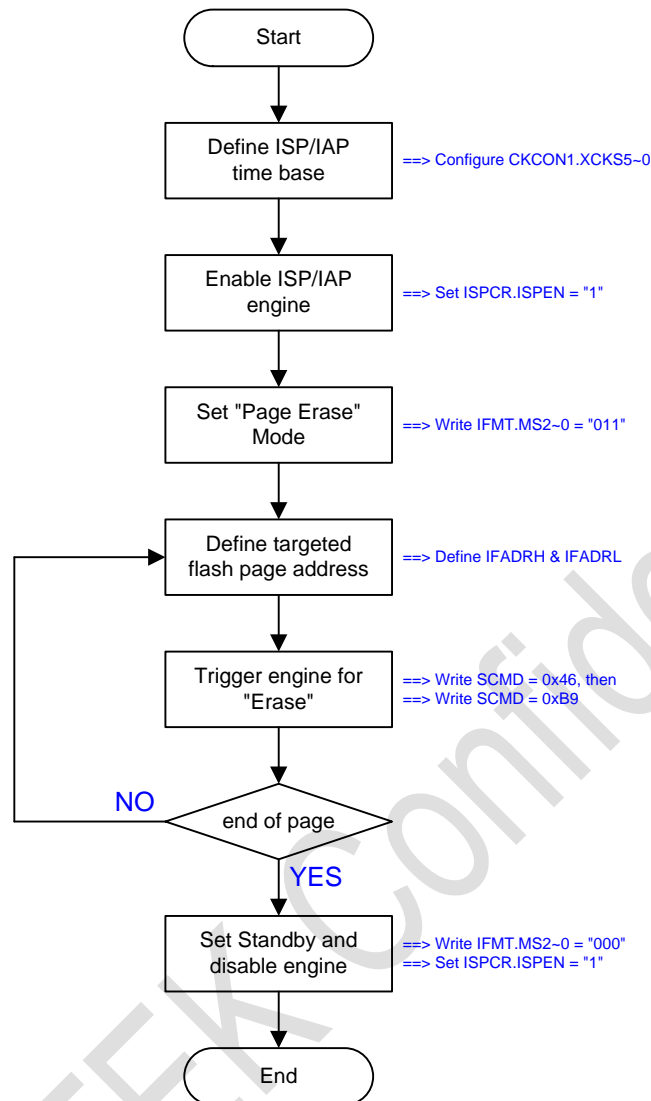 Start
Define ISP/IAP
time base
==> Configure CKCON1.XCKS5~0
Enable ISP/IAP
engine
==> Set ISPCR.ISPEN = "1"
Set "Page Erase"
Mode
==> Write IFMT.MS2~0 = "011"
Define targeted
flash page address
==> Define IFADRH & IFADRL
Trigger engine for
"Erase"
==> Write SCMD = 0x46, then
==> Write SCMD = 0xB9
NO
end of page
YES
Set Standby and
disable engine
==> Write IFMT.MS2~0 = "000"
==> Set ISPCR.ISPEN = "1"
End